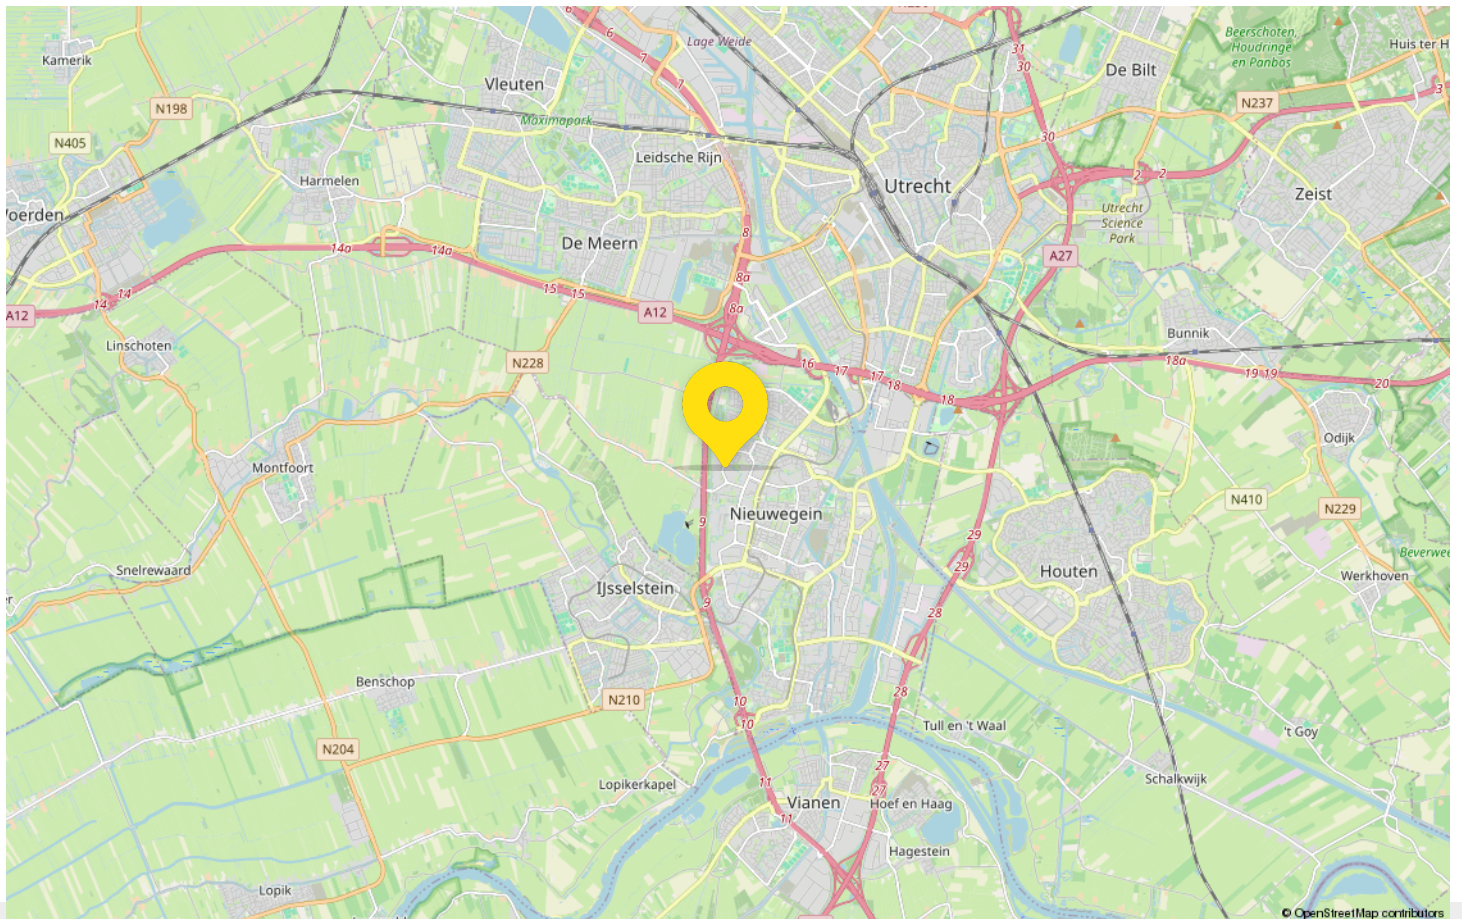 6
6
7
7
Lage Weide
31
30
Beerschoten,
Houdringe
en Panbos
Huis ter H
Kamerik
Vleuten
De Bilt
N198
Maximapark
N237
3
N405
30
Leidsche Rijn
Harmelen
2
2
Utrecht
Zeist
Woerden
Utrecht
Science
Park
8
De Meern
14a
14a
A27
8a
15
15
14
14
A12
A12
8a
Bunnik
Linschoten
N228
16
17
17
18
18
18a
19
19
20
Odijk
Montfoort
N410
N229
Nieuwegein
9
29
29
Beverwee
Snelrewaard
Houten
Werkhoven
IJsselstein
er
9
28
Benschop
N210
28
10
10
Tull en 't Waal
't Goy
N204
27
Schalkwijk
Lopikerkapel
11
27
Vianen
Hoef en Haag
11
Hagestein
Lopik
© OpenStreetMap contributors